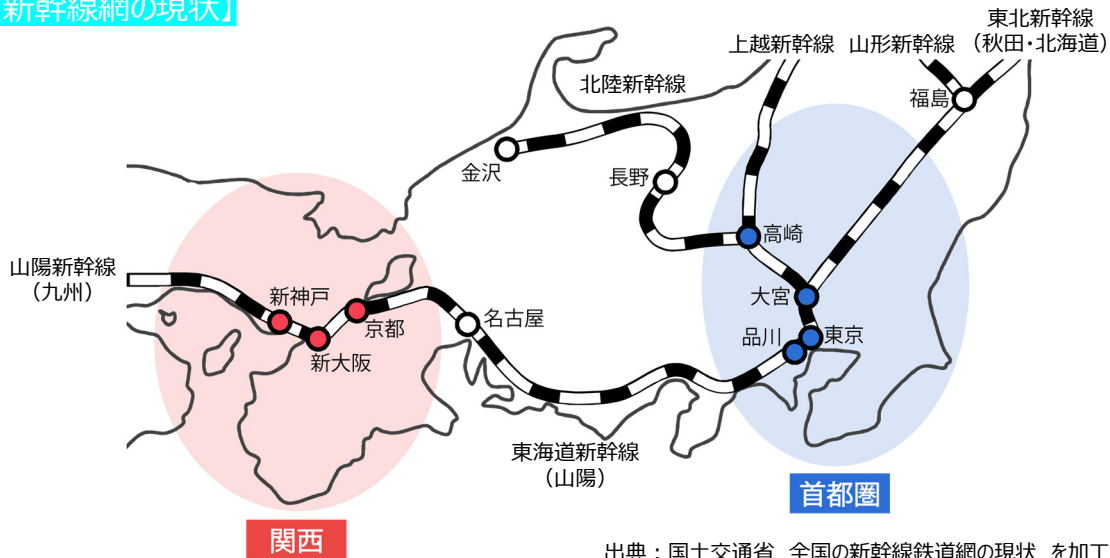 新幹線網の現状】
東北新幹線
上越新幹線 山形新幹線 （秋田・北海道）
北陸新幹線
福島
金沢
長野
高崎
山陽新幹線
（九州）
新神戸
大宮
京都
名古屋
品川
東京
新大阪
東海道新幹線
（山陽）
首都圏
関西
出典：国土交通省 全国の新幹線鉄道網の現状 を加工